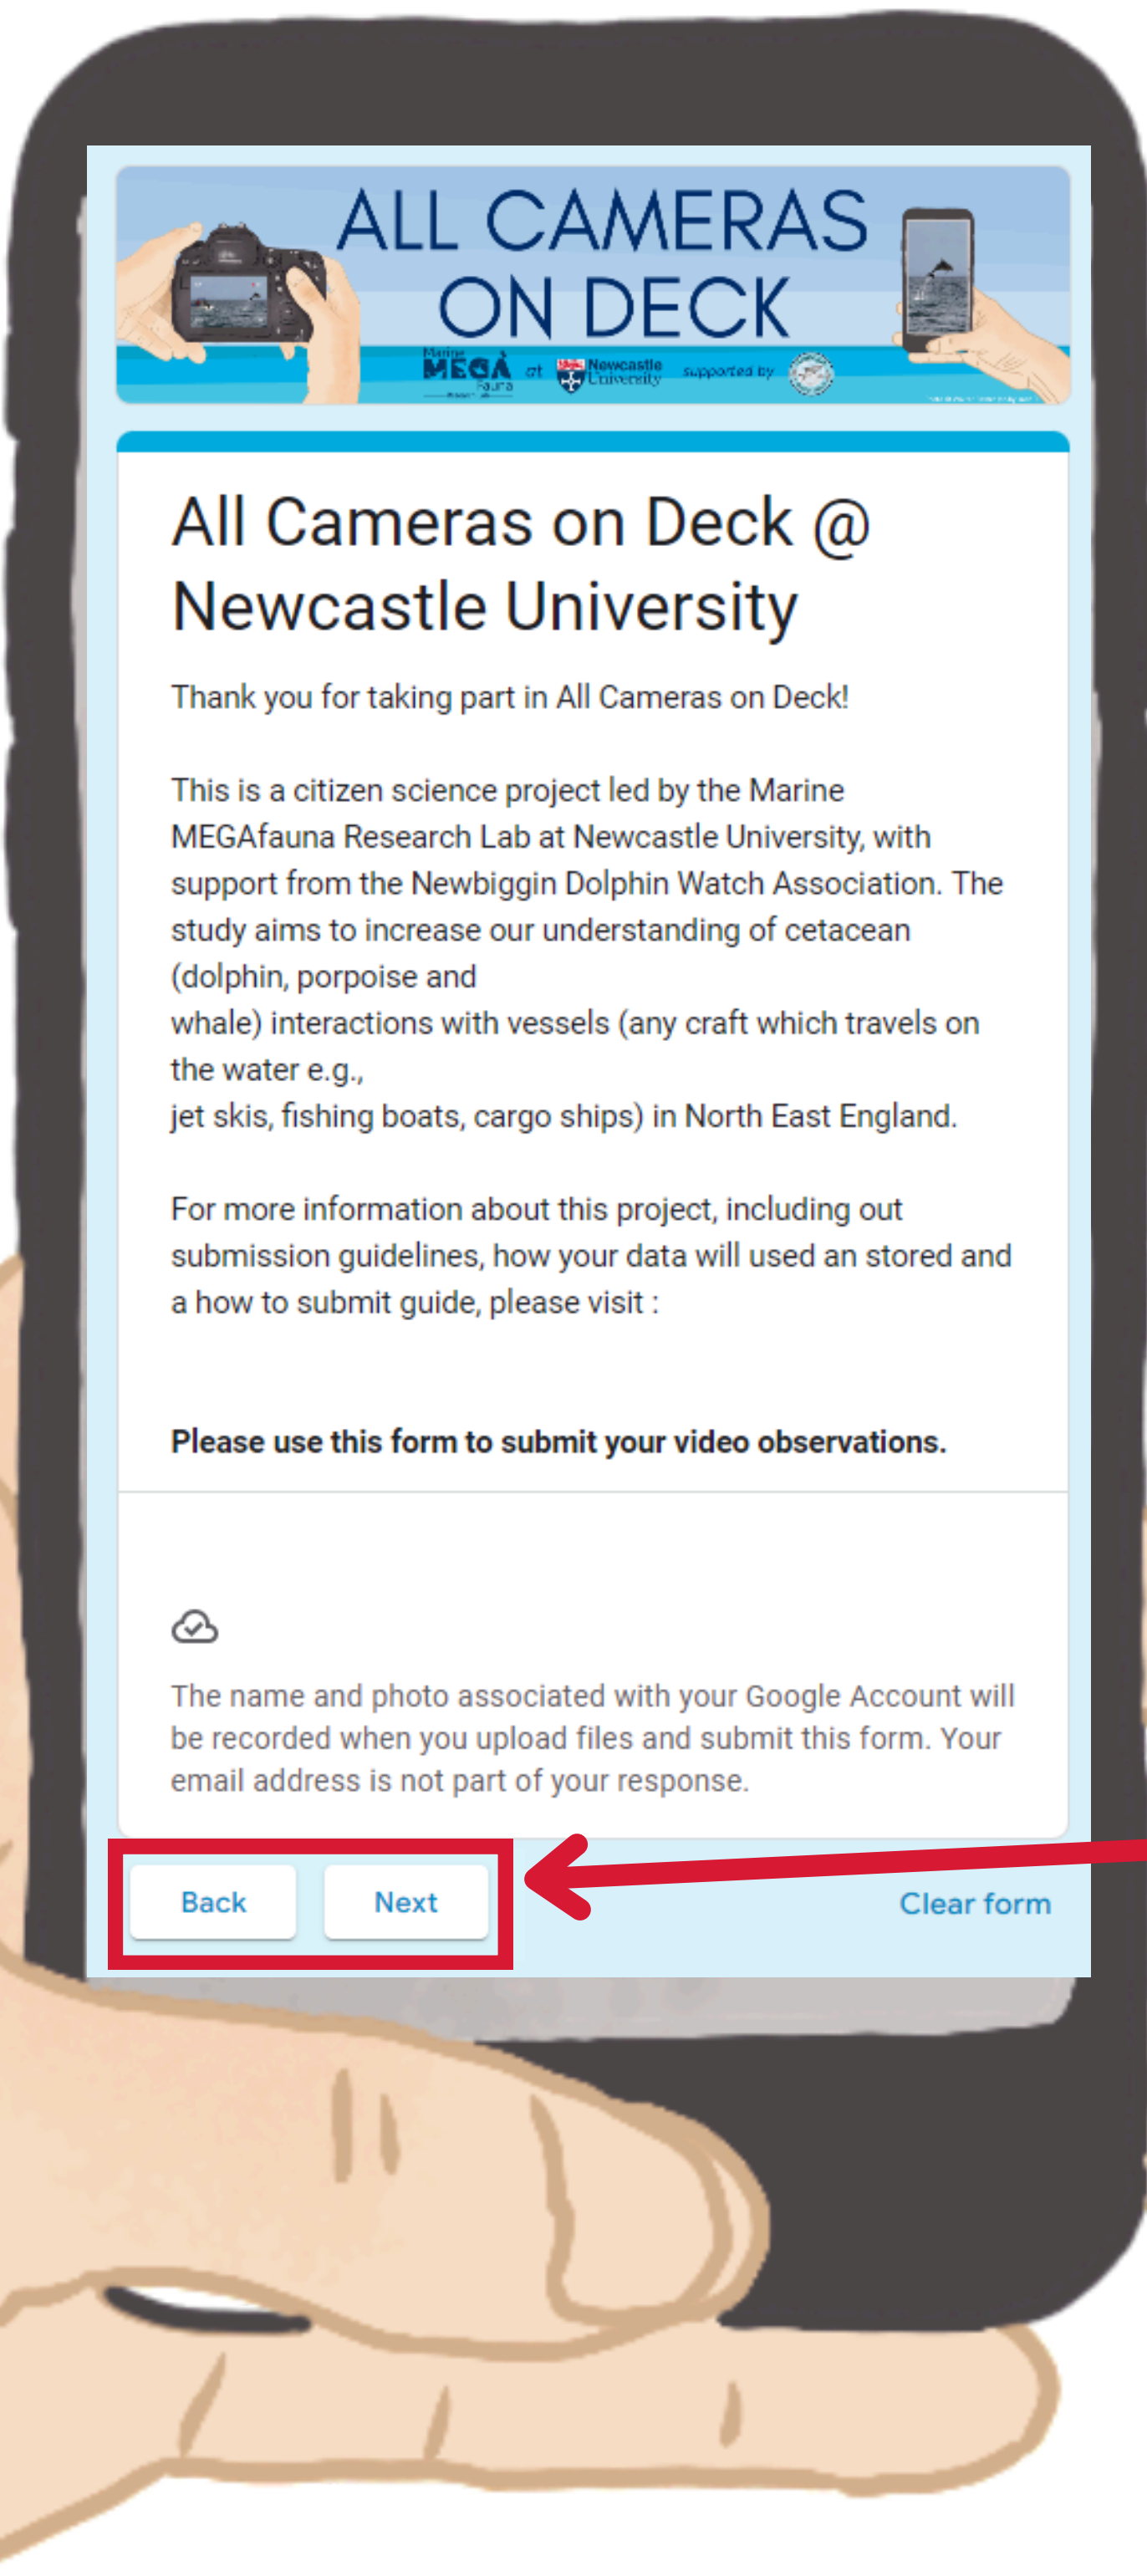 ALL CAMERAS
ON DECK
Marine
MEGA
Fauna
at
Newcastle
University
supported by
All Cameras on Deck @
Newcastle University
Thank you for taking part in All Cameras on Deck!
This is a citizen science project led by the Marine
MEGAfauna Research Lab at Newcastle University, with
support from the Newbiggin Dolphin Watch Association. The
study aims to increase our understanding of cetacean
(dolphin, porpoise and
whale) interactions with vessels (any craft which travels on
the water e.g.,
jet skis, fishing boats, cargo ships) in North East England.
For more information about this project, including out
submission guidelines, how your data will used an stored and
a how to submit guide, please visit :
Please use this form to submit your video observations.
The name and photo associated with your Google Account will
be recorded when you upload files and submit this form. Your
email address is not part of your response.
Back
Next
Clear form